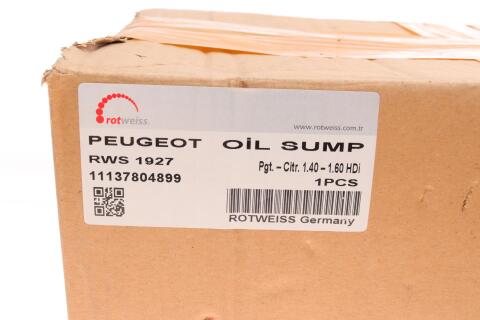 rotweiss.
www.rotweiss.com.tr
PEUGEOT OİL SUMP
RWS 1927 Pgt. – Citr. 1.40 – 1.60 HDi
11137804899 1PCS
ROTWEISS Germany